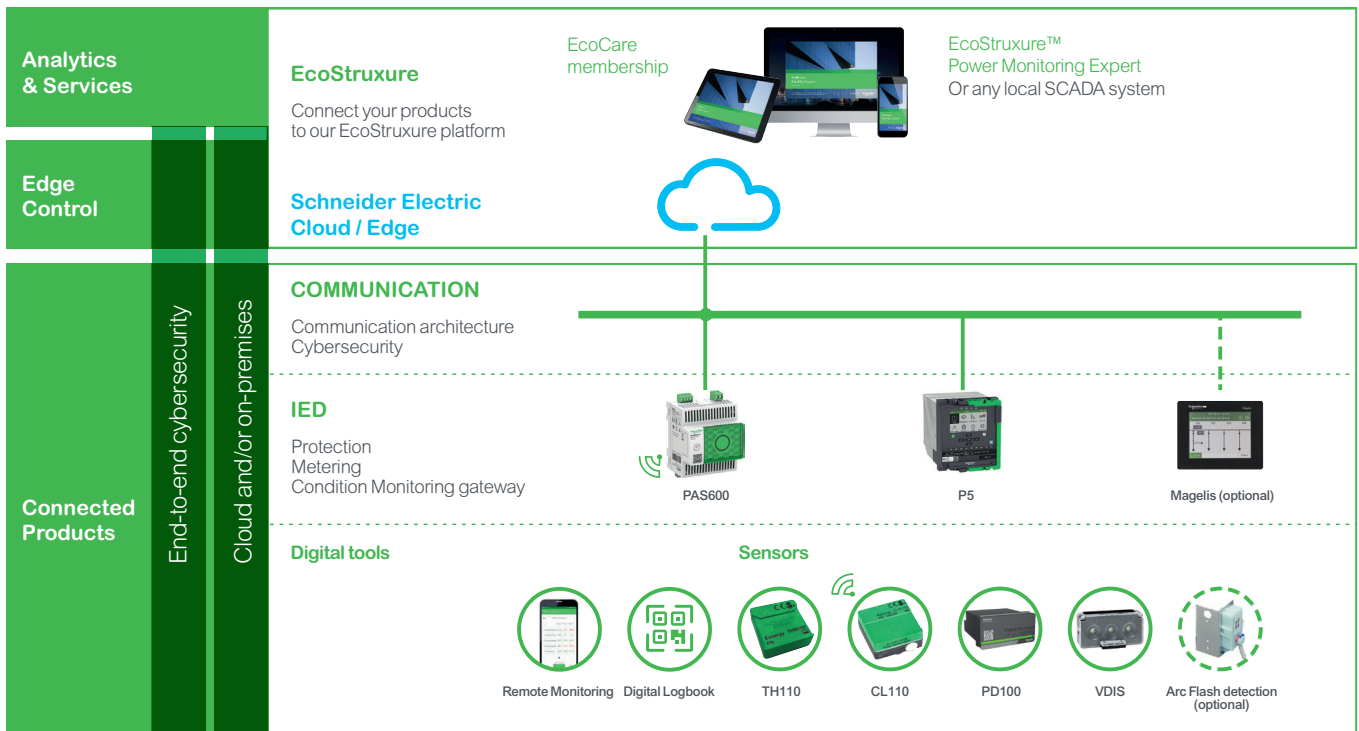 Analytics
& Services
EcoStruxure
Connect your products
to our EcoStruxure platform
EcoCare
membership
EcoStruxure™
Power Monitoring Expert
Or any local SCADA system
Edge
Control
Schneider Electric
Cloud / Edge
Connected
Products
End-to-end cybersecurity
Cloud and/or on-premises
COMMUNICATION
Communication architecture
Cybersecurity
IED
Protection
Metering
Condition Monitoring gateway
PAS600
P5
Magelis (optional)
Digital tools
Sensors
Remote Monitoring
Digital Logbook
TH110
CL110
PD100
VDIS
Arc Flash detection
(optional)